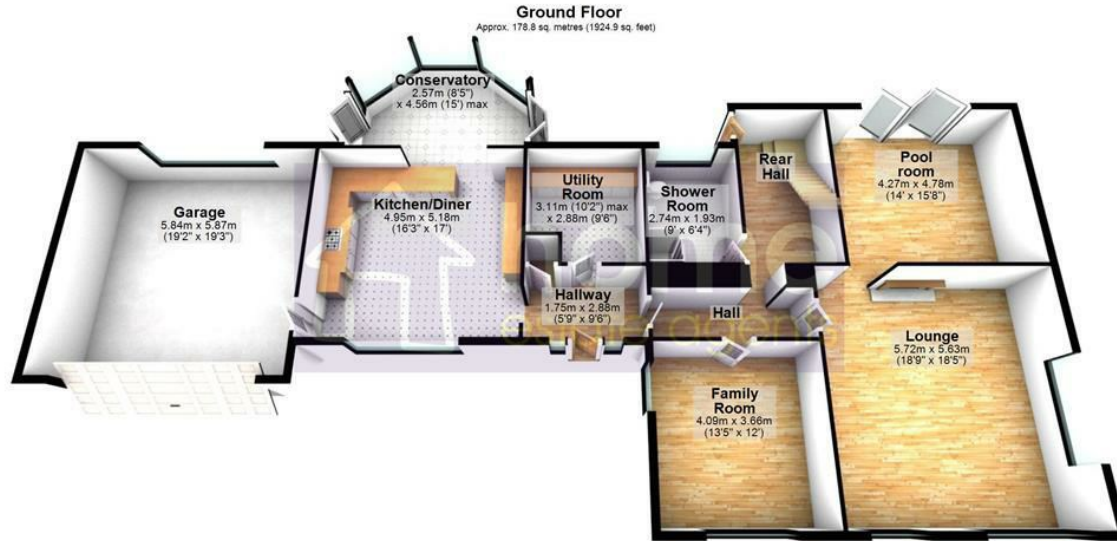 Ground Floor
Approx. 178.8 sq. metres (1924.9 sq. feet)
Conservatory
2.57m (8'5")
x 4.56m (15') max
Garage
5.84m x 5.87m
(19'2" x 19'3")
Kitchen/Diner
4.95m x 5.18m
(16'3" x 17')
Utility
Room
3.11m (10'2") max
x 2.88m (9'6")
Shower
Room
2.74m x 1.93m
(9' x 6'4")
Rear
Hall
Pool
room
4.27m x 4.78m
(14' x 15'8")
Hallway
1.75m x 2.88m
(5'9" x 9'6")
Hall
Lounge
5.72m x 5.63m
(18'9" x 18'5")
Family
Room
4.09m x 3.66m
(13'5" x 12')
home
estate agents